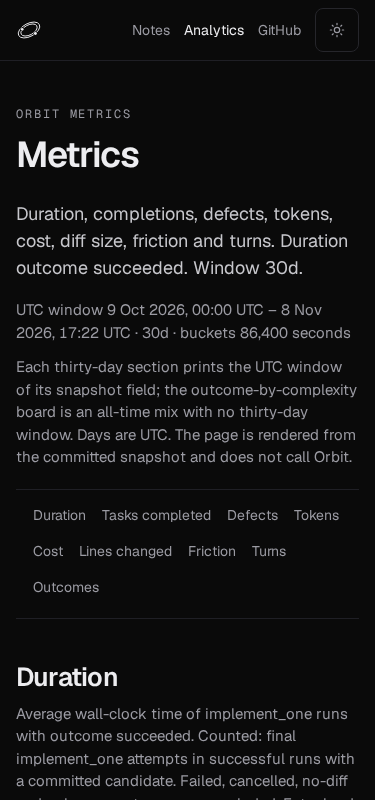 Notes Analytics GitHub
ORBIT METRICS
Metrics
Duration, completions, defects, tokens,
cost, diff size, friction and turns. Duration
outcome succeeded. Window 30d.
UTC window 9 Oct 2026, 00:00 UTC – 8 Nov
2026, 17:22 UTC · 30d · buckets 86,400 seconds
Each thirty-day section prints the UTC window
of its snapshot field; the outcome-by-complexity
board is an all-time mix with no thirty-day
window. Days are UTC. The page is rendered from
the committed snapshot and does not call Orbit.
Duration Tasks completed Defects Tokens
Cost Lines changed Friction Turns
Outcomes
Duration
Average wall-clock time of implement_one runs
with outcome succeeded. Counted: final
implement_one attempts in successful runs with
a committed candidate. Failed, cancelled, no-diff